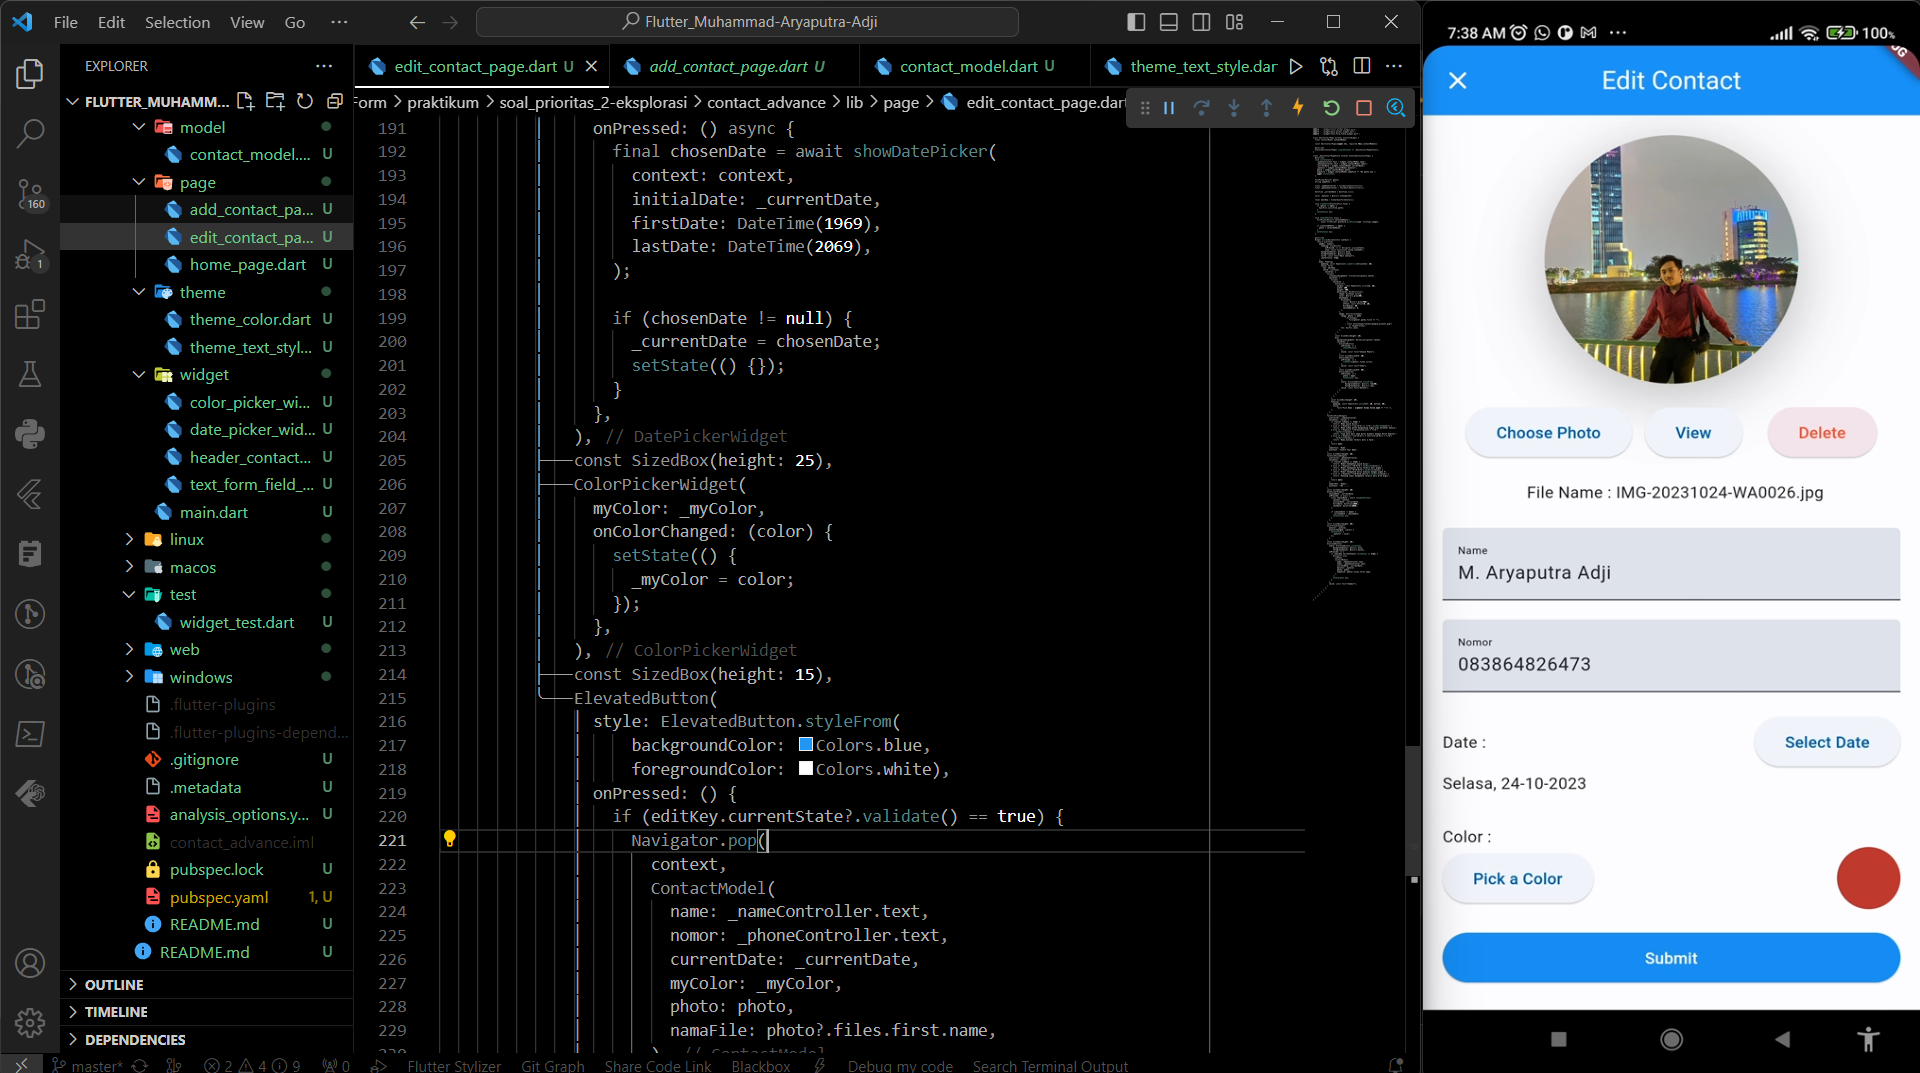 File Edit Selection View Go ···
Flutter_Muhammad-Aryaputra-Adji
EXPLORER ···
FLUTTER_MUHAMM...
model
contact_model.... U
page
add_contact_pa... U
edit_contact_pa... U
home_page.dart U
theme
theme_color.dart U
theme_text_styl... U
widget
color_picker_wi... U
date_picker_wid... U
header_contact... U
text_form_field_... U
main.dart U
linux
macos
test
widget_test.dart U
web
windows
.flutter-plugins
.flutter-plugins-depend...
.gitignore U
.metadata U
analysis_options.y... U
contact_advance.iml
pubspec.lock U
pubspec.yaml 1, U
README.md U
README.md U
OUTLINE
TIMELINE
DEPENDENCIES
160
1
edit_contact_page.dart U
add_contact_page.dart U
contact_model.dart U
theme_text_style.dar
Form > praktikum > soal_prioritas_2-eksplorasi > contact_advance > lib > page > edit_contact_page.dart
191 onPressed: () async {
192 final chosenDate = await showDatePicker(
193 context: context,
194 initialDate: _currentDate,
195 firstDate: DateTime(1969),
196 lastDate: DateTime(2069),
197 );
198
199 if (chosenDate != null) {
200 _currentDate = chosenDate;
201 setState(() {});
202 }
203 },
204 ), // DatePickerWidget
205 const SizedBox(height: 25),
206 ColorPickerWidget(
207 myColor: _myColor,
208 onColorChanged: (color) {
209 setState(() {
210 _myColor = color;
211 });
212 },
213 ), // ColorPickerWidget
214 const SizedBox(height: 15),
215 ElevatedButton(
216 style: ElevatedButton.styleFrom(
217 backgroundColor: Colors.blue,
218 foregroundColor: Colors.white),
219 onPressed: () {
220 if (editKey.currentState?.validate() == true) {
221 Navigator.pop(
222 context,
223 ContactModel(
224 name: _nameController.text,
225 nomor: _phoneController.text,
226 currentDate: _currentDate,
227 myColor: _myColor,
228 photo: photo,
229 namaFile: photo?.files.first.name,
230 ), // ContactModel
master* 2 4 9 0 Flutter Stylizer Git Graph Share Code Link Blackbox Debug my code Search Terminal Output
7:38 AM ··· 100%
Edit Contact
Choose Photo View Delete
File Name : IMG-20231024-WA0026.jpg
Name
M. Aryaputra Adji
Nomor
083864826473
Date : Select Date
Selasa, 24-10-2023
Color :
Pick a Color
Submit